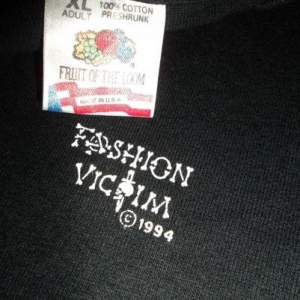 XL 100% COTTON
ADULT PRESHRUNK
FRUIT OF THE LOOM
MADE IN U.S.A.
FASHION
VICTIM
© 1994